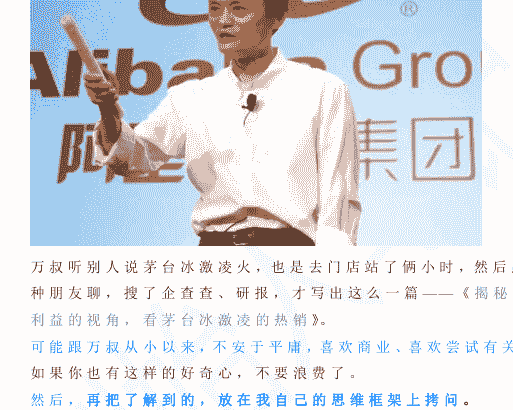 Alibaba Gro
®
阿里 集团
万叔听别人说茅台冰激凌火，也是去门店站了俩小时，然后
种朋友聊，搜了企查查、研报，才写出这么一篇——《揭秘
利益的视角，看茅台冰激凌的热销》。
可能跟万叔从小以来，不安于平庸，喜欢商业、喜欢尝试有关
如果你也有这样的好奇心，不要浪费了。
然后，再把了解到的，放在我自己的思维框架上拷问。